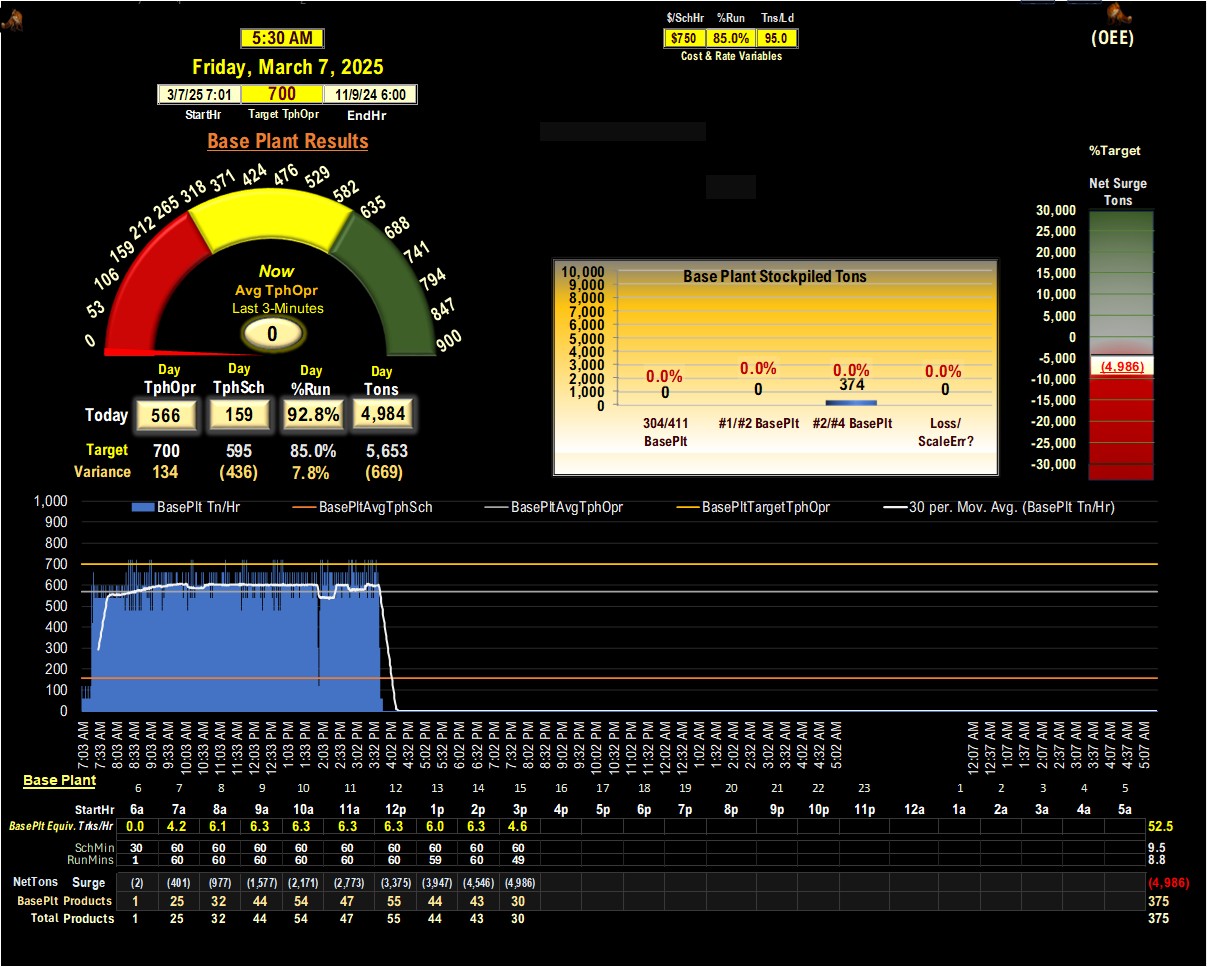 $/SchHr %Run Tns/Ld
$750 85.0% 95.0
Cost & Rate Variables
(OEE)
5:30 AM
Friday, March 7, 2025
3/7/25 7:01 700 11/9/24 6:00
StartHr Target TphOpr EndHr
Base Plant Results
0 53 106 159 212 265 318 371 424 476 529 582 635 688 741 794 847 900
Now
Avg TphOpr
Last 3-Minutes
0
Day Day Day Day
TphOpr TphSch %Run Tons
Today 566 159 92.8% 4,984
Target 700 595 85.0% 5,653
Variance 134 (436) 7.8% (669)
Base Plant Stockpiled Tons
10,000
9,000
8,000
7,000
6,000
5,000
4,000
3,000
2,000
1,000
0
0.0% 0.0% 0.0% 0.0%
0 0 374 0
304/411 BasePlt
#1/#2 BasePlt
#2/#4 BasePlt
Loss/ ScaleErr?
%Target
Net Surge
Tons
30,000
25,000
20,000
15,000
10,000
5,000
0
-5,000
(4,986)
-10,000
-15,000
-20,000
-25,000
-30,000
BasePlt Tn/Hr BasePltAvgTphSch BasePltAvgTphOpr BasePltTargetTphOpr 30 per. Mov. Avg. (BasePlt Tn/Hr)
1,000
900
800
700
600
500
400
300
200
100
0
7:03 AM 7:33 AM 8:03 AM 8:33 AM 9:03 AM 9:33 AM 10:03 AM 10:33 AM 11:03 AM 11:33 AM 12:03 PM 12:33 PM 1:03 PM 1:33 PM 2:03 PM 2:33 PM 3:03 PM 3:32 PM 4:02 PM 4:32 PM 5:02 PM 5:32 PM 6:02 PM 6:32 PM 7:02 PM 7:32 PM 8:02 PM 8:32 PM 9:02 PM 9:32 PM 10:02 PM 10:32 PM 11:02 PM 11:32 PM 12:02 AM 12:32 AM 1:02 AM 1:32 AM 2:02 AM 2:32 AM 3:02 AM 3:32 AM 4:02 AM 4:32 AM 5:02 AM 12:07 AM 12:37 AM 1:07 AM 1:37 AM 2:07 AM 2:37 AM 3:07 AM 3:37 AM 4:07 AM 4:37 AM 5:07 AM
Base Plant
6 7 8 9 10 11 12 13 14 15 16 17 18 19 20 21 22 23 1 2 3 4 5
StartHr 6a 7a 8a 9a 10a 11a 12p 1p 2p 3p 4p 5p 6p 7p 8p 9p 10p 11p 12a 1a 2a 3a 4a 5a
BasePlt Equiv. Trks/Hr 0.0 4.2 6.1 6.3 6.3 6.3 6.3 6.0 6.3 4.6 52.5
SchMin 30 60 60 60 60 60 60 60 60 60 9.5
RunMins 1 60 60 60 60 60 60 59 60 49 8.8
NetTons Surge (2) (401) (977) (1,577) (2,171) (2,773) (3,375) (3,947) (4,546) (4,986) (4,986)
BasePlt Products 1 25 32 44 54 47 55 44 43 30 375
Total Products 1 25 32 44 54 47 55 44 43 30 375